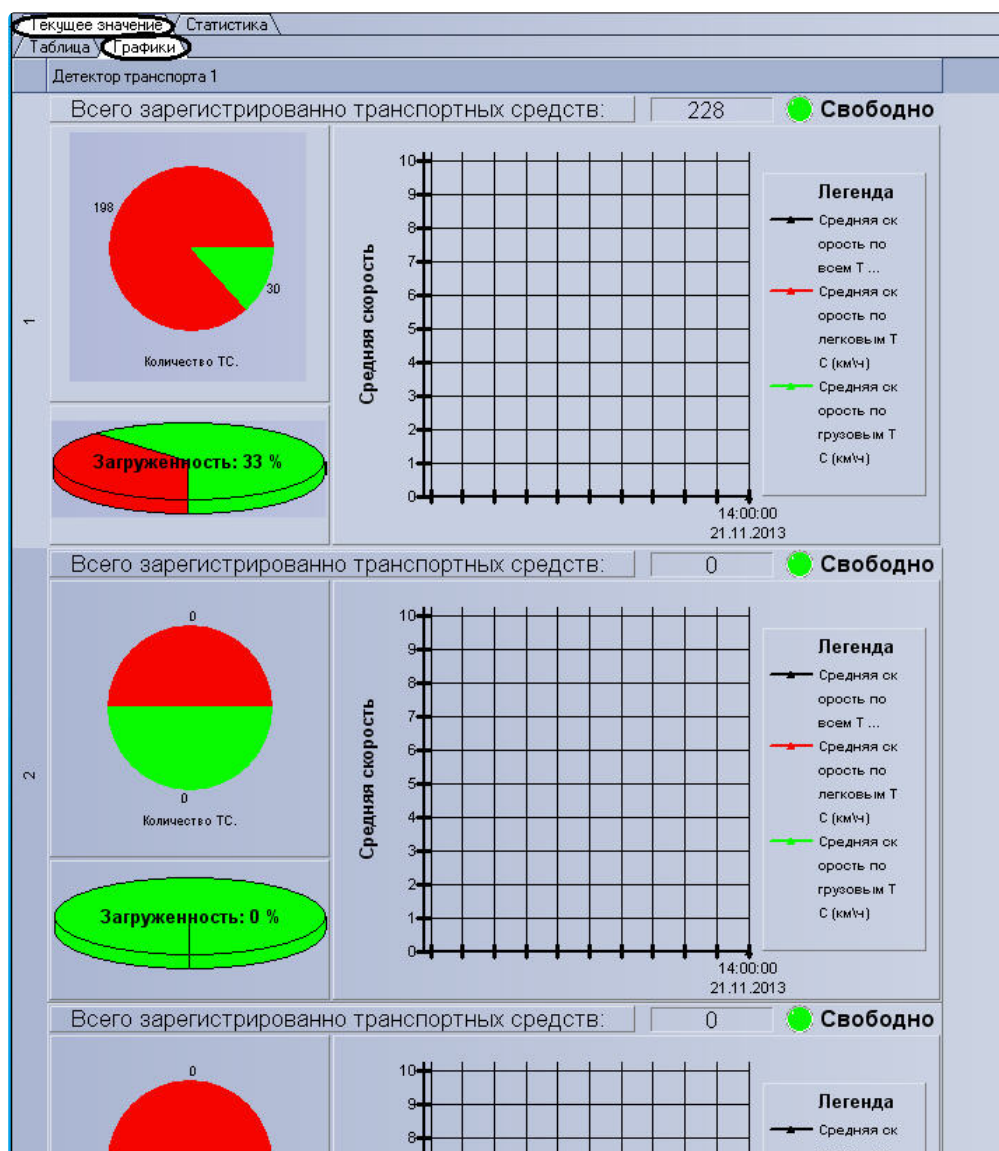 Текущее значение Статистика
Таблица Графики
Детектор транспорта 1
Всего зарегистрированно транспортных средств: 228 Свободно
1
198
30
Количество ТС.
Загруженность: 33 %
Средняя скорость
10
9
8
7
6
5
4
3
2
1
0
14:00:00
21.11.2013
Легенда
Средняя ск
орость по
всем Т ...
Средняя ск
орость по
легковым Т
С (км\ч)
Средняя ск
орость по
грузовым Т
С (км\ч)
Всего зарегистрированно транспортных средств: 0 Свободно
2
0
0
Количество ТС.
Загруженность: 0 %
Средняя скорость
10
9
8
7
6
5
4
3
2
1
0
14:00:00
21.11.2013
Легенда
Средняя ск
орость по
всем Т ...
Средняя ск
орость по
легковым Т
С (км\ч)
Средняя ск
орость по
грузовым Т
С (км\ч)
Всего зарегистрированно транспортных средств: 0 Свободно
0
10
9
8
Легенда
Средняя ск